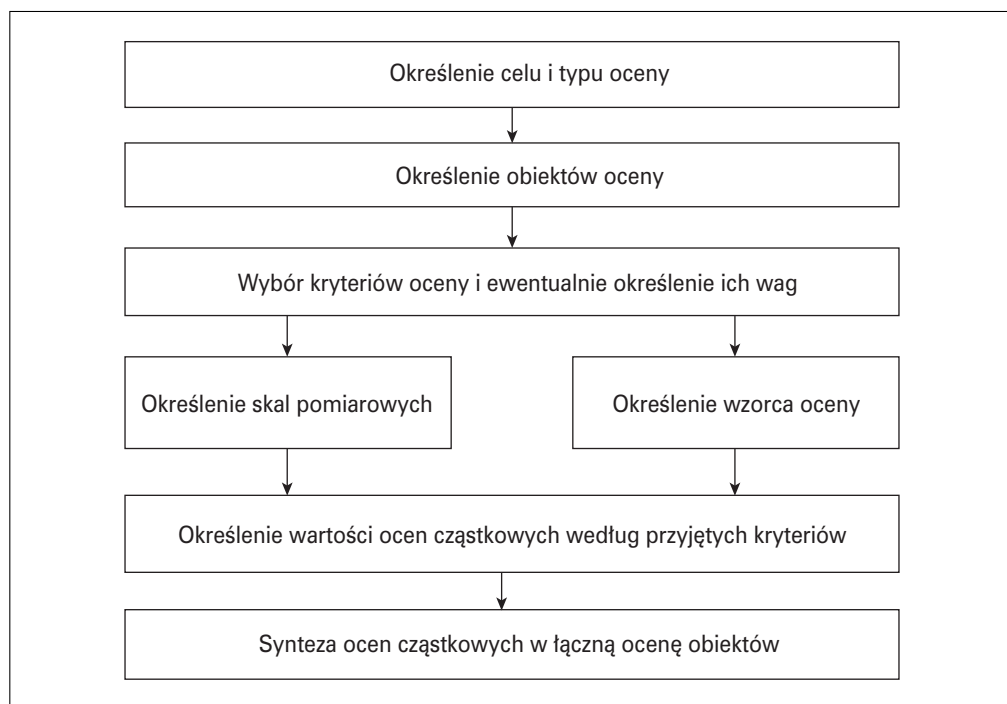 Określenie celu i typu oceny
Określenie obiektów oceny
Wybór kryteriów oceny i ewentualnie określenie ich wag
Określenie skal pomiarowych
Określenie wzorca oceny
Określenie wartości ocen cząstkowych według przyjętych kryteriów
Synteza ocen cząstkowych w łączną ocenę obiektów